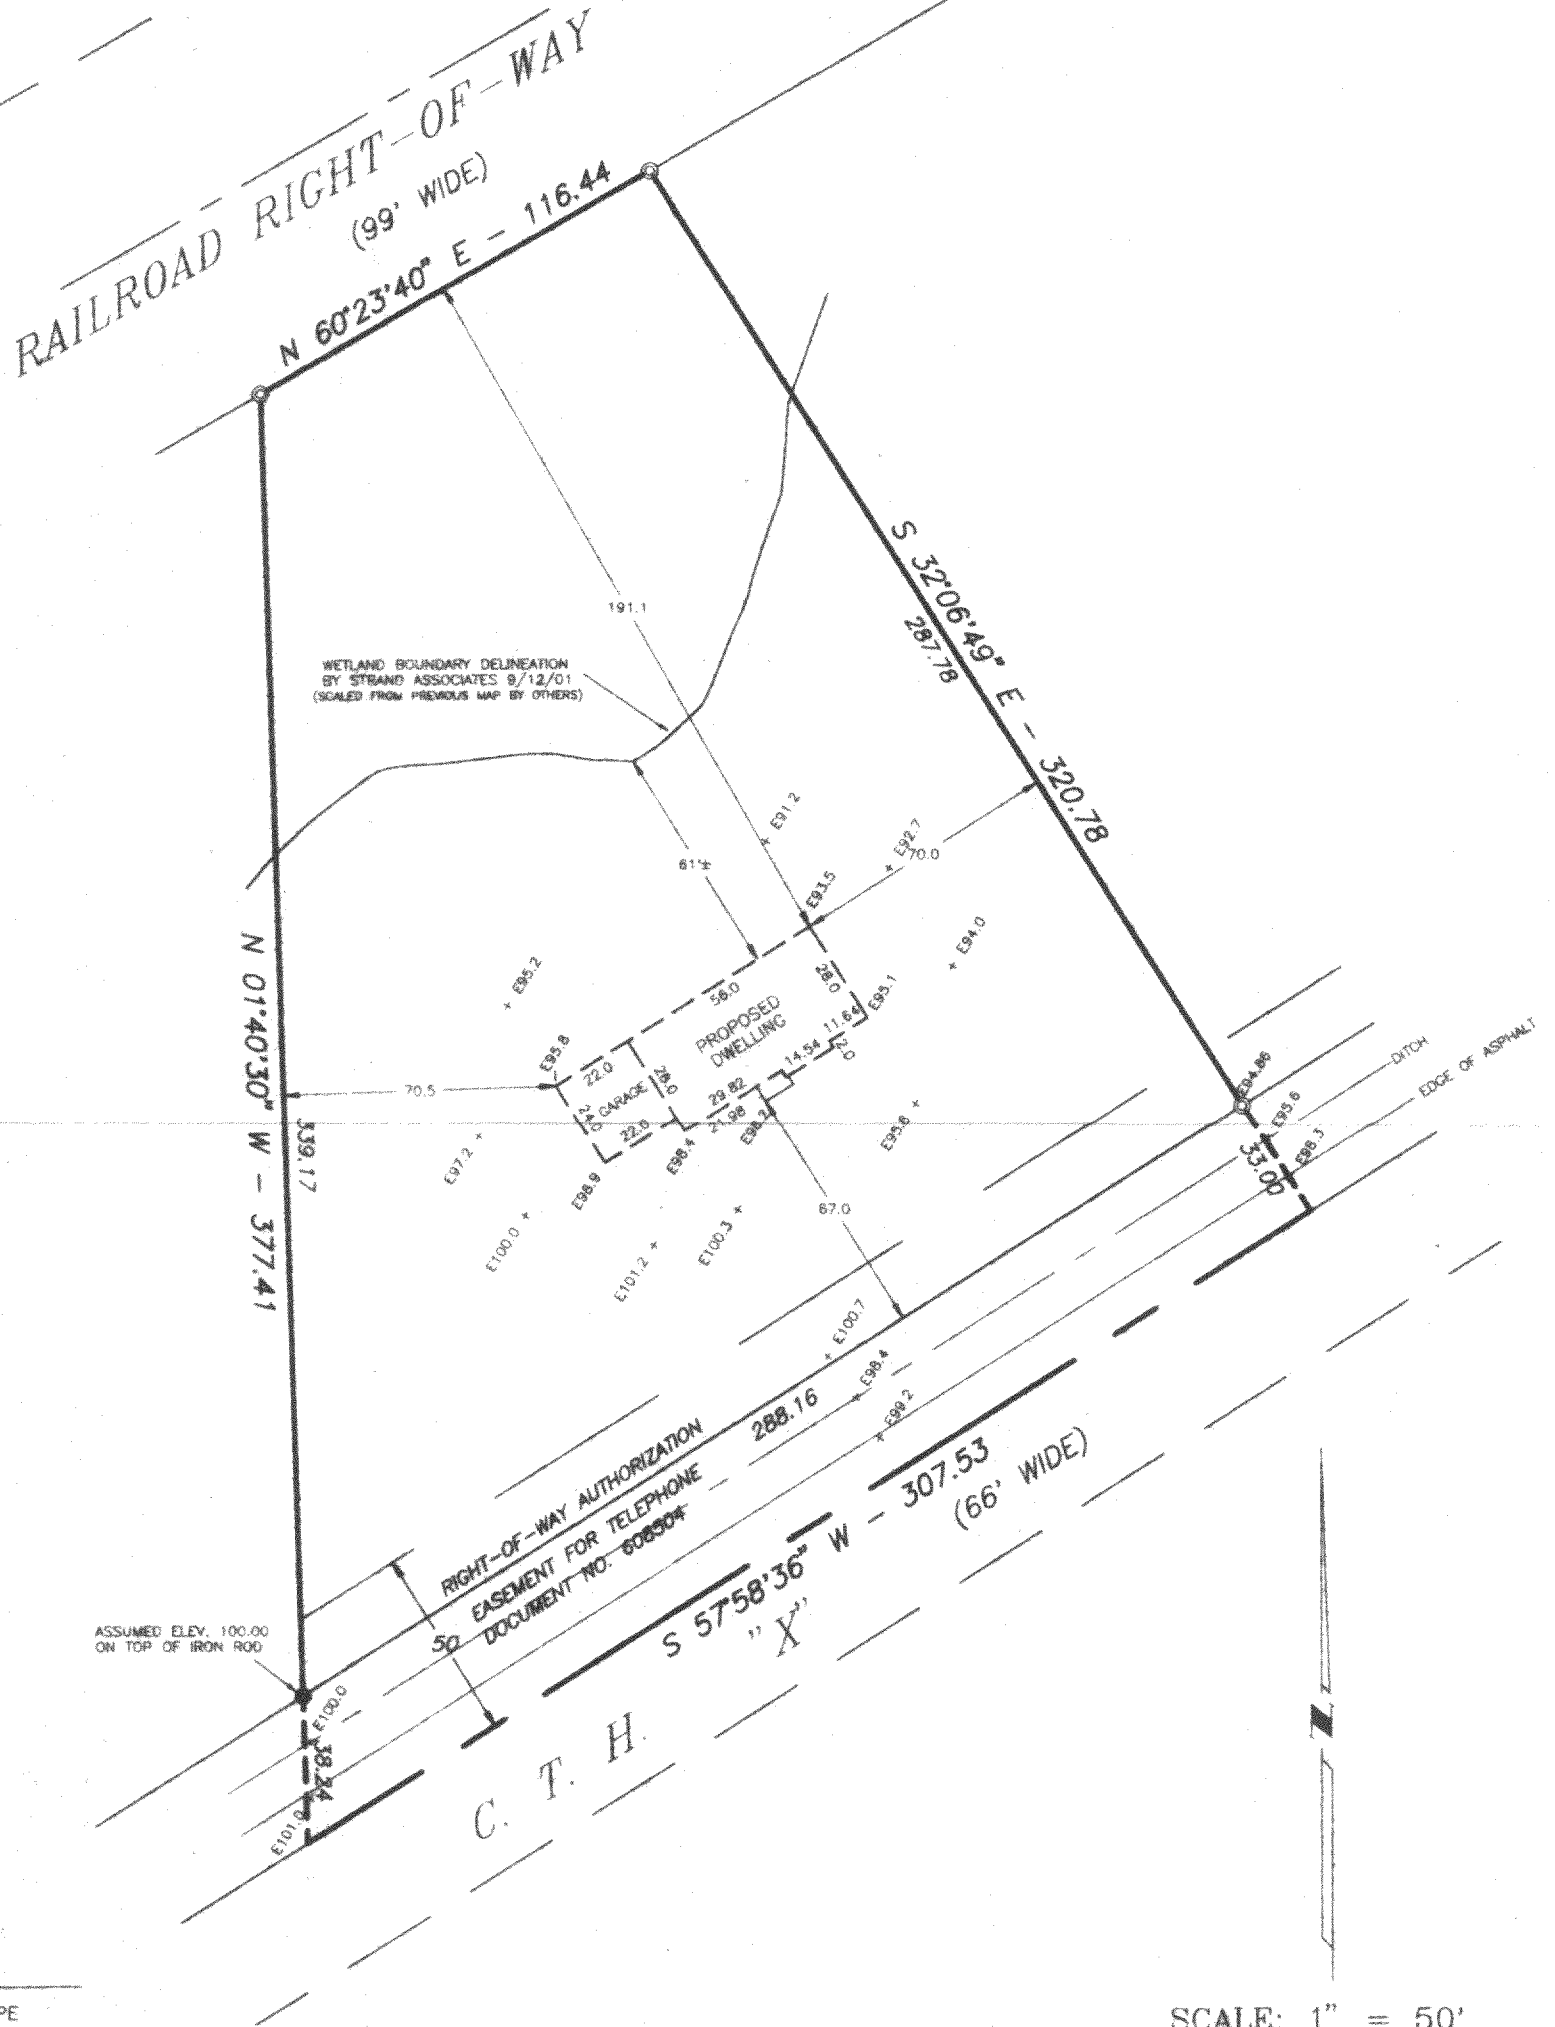 RAILROAD RIGHT-OF-WAY
(99' WIDE)
N 60°23'40" E - 116.44
S 32°06'49" E - 320.78
287.78
191.1
WETLAND BOUNDARY DELINEATION
BY STRAND ASSOCIATES 9/12/01
(SCALED FROM PREVIOUS MAP BY OTHERS)
E91.2
E92.7
70.0
61'±
E93.5
E94.0
E95.2
N 01°40'30" W - 377.41
339.17
70.5
E95.8
56.0
28.0
PROPOSED
DWELLING
E95.1
11.64
2.0
14.54
22.0
28.0
GARAGE
24.0
22.0
29.82
21.98
E98.4
E98.9
E97.2
E95.8
E100.0
E101.2
E100.3
67.0
E94.86
E95.6
E98.3
33.00
DITCH
EDGE OF ASPHALT
E100.7
E98.4
E99.2
288.16
RIGHT-OF-WAY AUTHORIZATION
EASEMENT FOR TELEPHONE
DOCUMENT NO. 608504
50
S 57°58'36" W - 307.53
(66' WIDE)
C. T. H. "X"
ASSUMED ELEV. 100.00
ON TOP OF IRON ROD
E100.0
38.24
E101.0
PE
SCALE: 1" = 50'